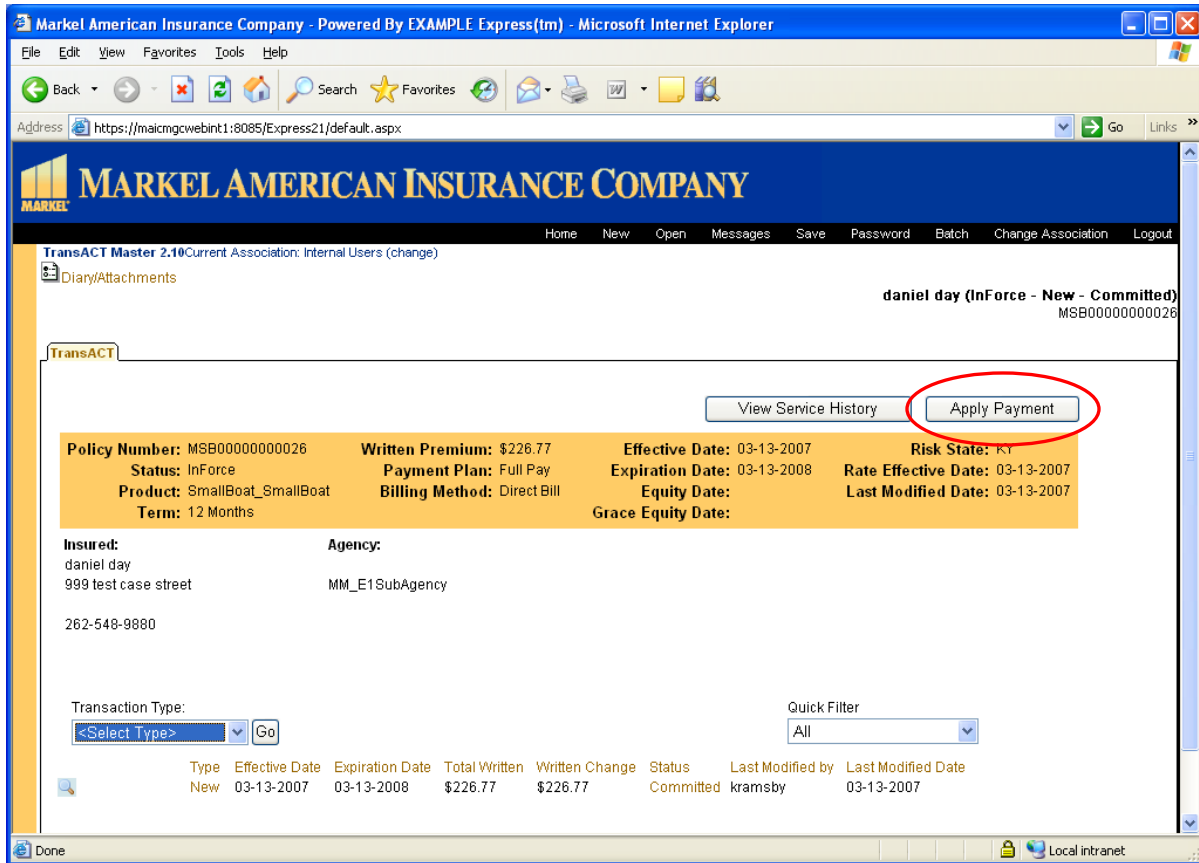 Markel American Insurance Company - Powered By EXAMPLE Express(tm) - Microsoft Internet Explorer
File Edit View Favorites Tools Help
Back Search Favorites W
Address https://maicmgcwebint1:8085/Express21/default.aspx Go Links »
MARKEL MARKEL AMERICAN INSURANCE COMPANY
Home New Open Messages Save Password Batch Change Association Logout
TransACT Master 2.10Current Association: Internal Users (change)
Diary/Attachments
daniel day (InForce - New - Committed)
MSB00000000026
TransACT
View Service History Apply Payment
Policy Number: MSB00000000026 Written Premium: $226.77 Effective Date: 03-13-2007 Risk State: KY
Status: InForce Payment Plan: Full Pay Expiration Date: 03-13-2008 Rate Effective Date: 03-13-2007
Product: SmallBoat_SmallBoat Billing Method: Direct Bill Equity Date: Last Modified Date: 03-13-2007
Term: 12 Months Grace Equity Date:
Insured: Agency:
daniel day
999 test case street MM_E1SubAgency
262-548-9880
Transaction Type: Quick Filter
<Select Type> Go All
Type Effective Date Expiration Date Total Written Written Change Status Last Modified by Last Modified Date
New 03-13-2007 03-13-2008 $226.77 $226.77 Committed kramsby 03-13-2007
Done Local intranet